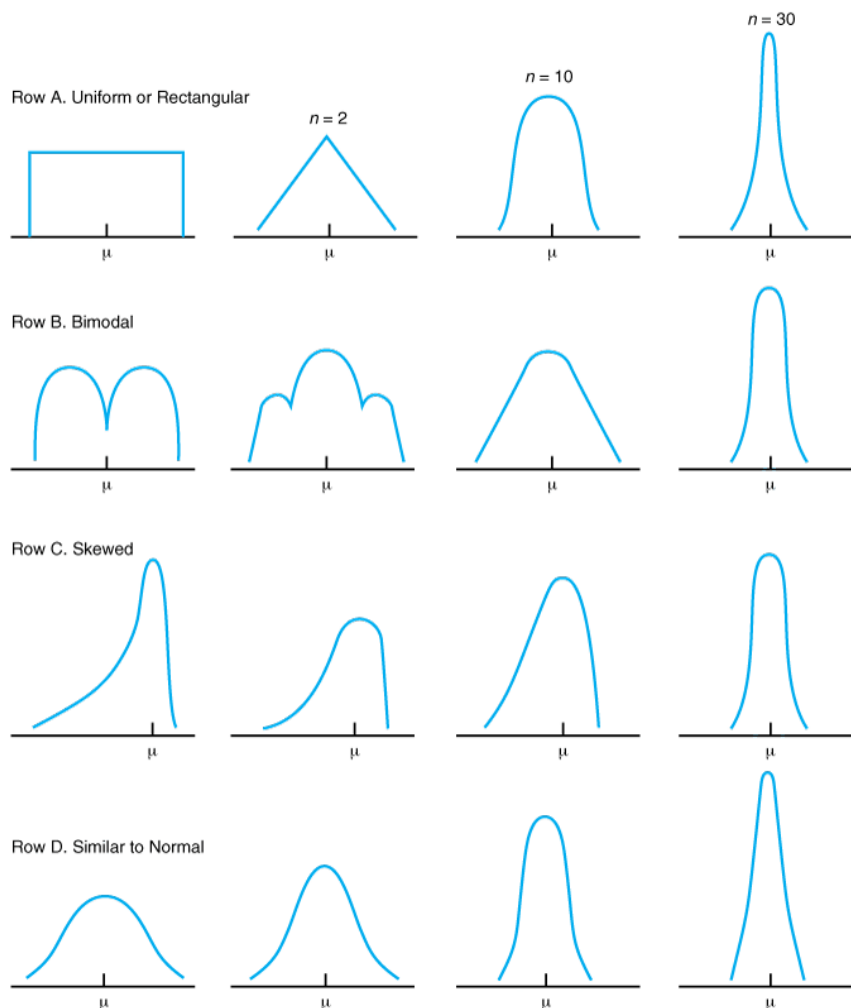 n = 30
n = 10
Row A. Uniform or Rectangular
n = 2
μ μ μ μ
Row B. Bimodal
μ μ μ μ
Row C. Skewed
μ μ μ μ
Row D. Similar to Normal
μ μ μ μ